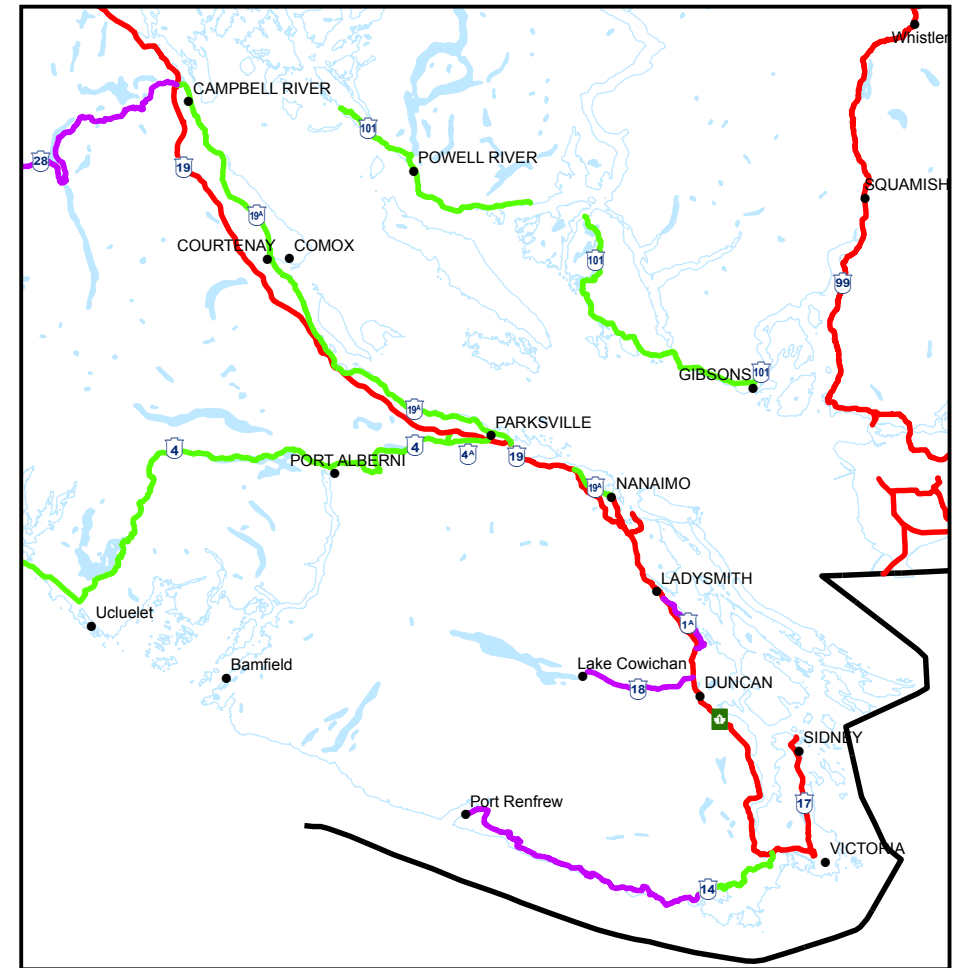 Whistler
CAMPBELL RIVER
101
POWELL RIVER
28
19
SQUAMISH
19A
COURTENAY
COMOX
101
99
GIBSONS
101
19A
PARKSVILLE
4
4
4A
19
PORT ALBERNI
19A
NANAIMO
LADYSMITH
Ucluelet
1A
Bamfield
Lake Cowichan
18
DUNCAN
1
SIDNEY
Port Renfrew
17
VICTORIA
14